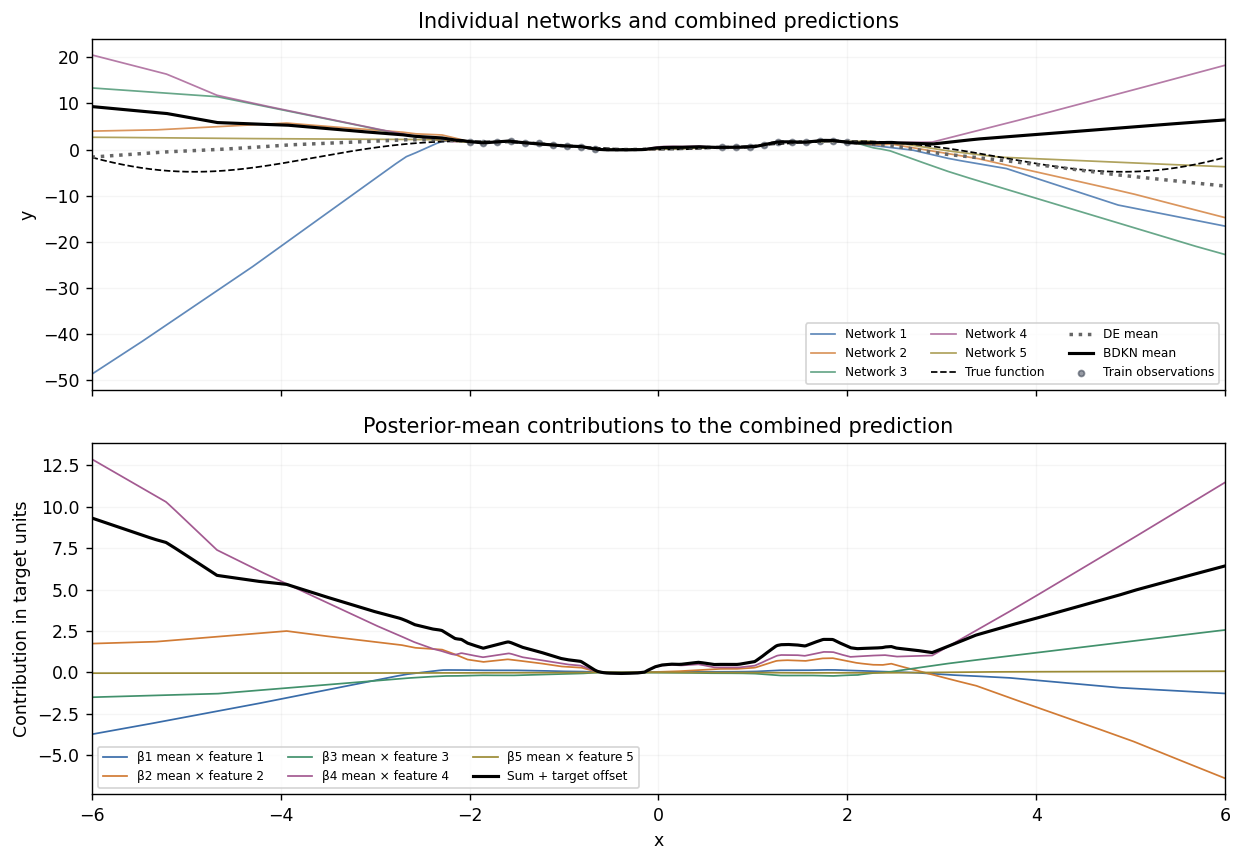 Individual networks and combined predictions
20
10
0
−10
−20
−30
−40
−50
y
Network 1
Network 2
Network 3
Network 4
Network 5
True function
DE mean
BDKN mean
Train observations
Posterior-mean contributions to the combined prediction
12.5
10.0
7.5
5.0
2.5
0.0
−2.5
−5.0
Contribution in target units
β1 mean × feature 1
β2 mean × feature 2
β3 mean × feature 3
β4 mean × feature 4
β5 mean × feature 5
Sum + target offset
−6 −4 −2 0 2 4 6
x